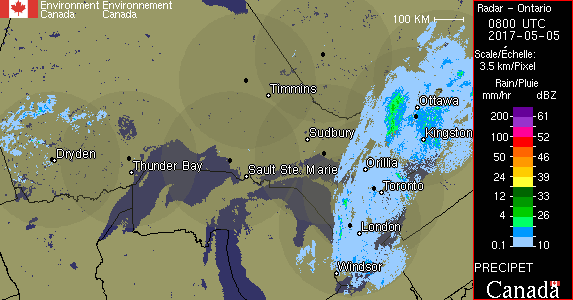 Environment Environnement
Canada Canada
100 KM
Timmins
Ottawa
Sudbury
Kingston
Dryden
Thunder Bay
Sault Ste. Marie
Orillia
Toronto
London
Windsor
Radar - Ontario
0800 UTC
2017-05-05
Scale/Échelle:
3.5 km/Pixel
Rain/Pluie
mm/hr dBZ
200 61
100 52
50 46
24 39
12 33
4 26
0.1 10
PRECIPET
Canada